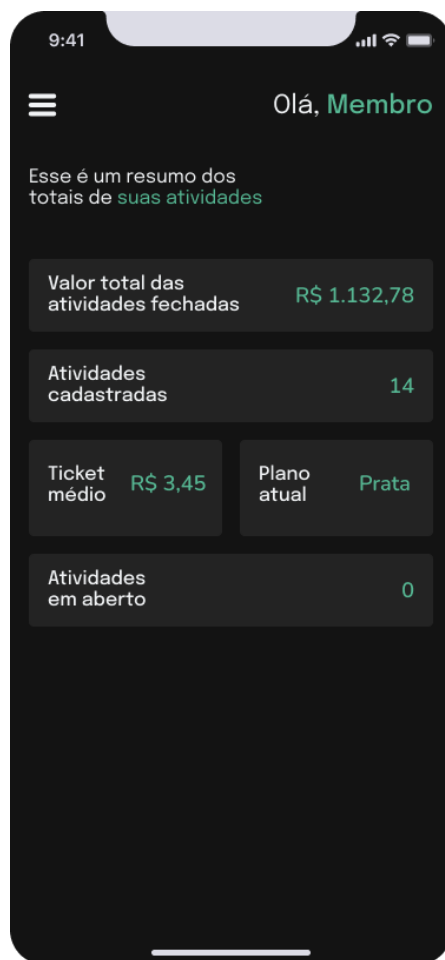 9:41
Olá, Membro
Esse é um resumo dos
totais de suas atividades
Valor total das
atividades fechadas
R$ 1.132,78
Atividades
cadastradas
14
Ticket
médio
R$ 3,45
Plano
atual
Prata
Atividades
em aberto
0